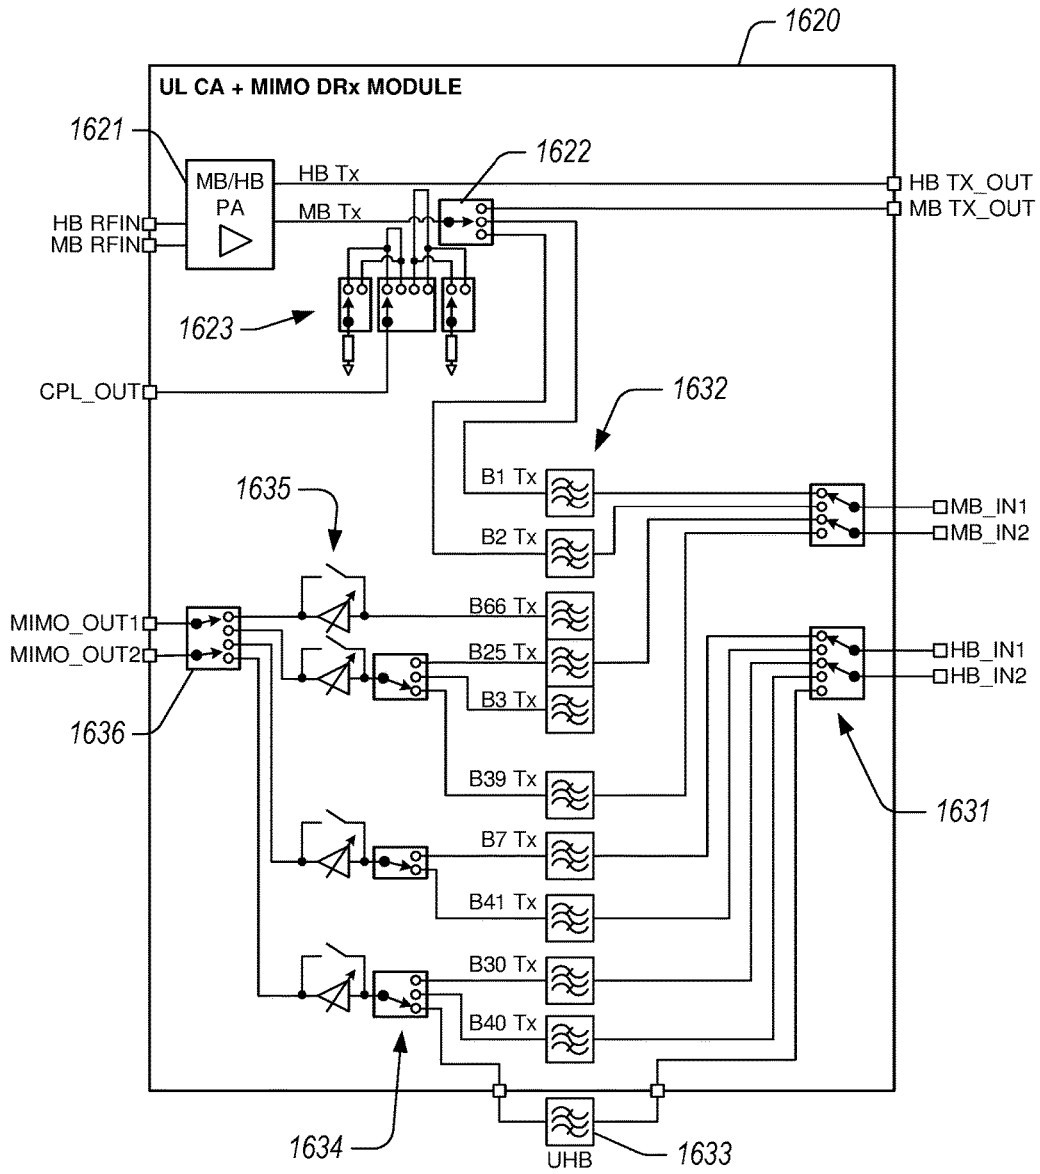 1620
UL CA + MIMO DRx MODULE
1621
1622
MB/HB
PA
HB Tx
HB TX_OUT
MB Tx
MB TX_OUT
HB RFIN
MB RFIN
1623
CPL_OUT
1632
B1 Tx
1635
MB_IN1
B2 Tx
MB_IN2
B66 Tx
MIMO_OUT1
MIMO_OUT2
B25 Tx
HB_IN1
HB_IN2
B3 Tx
1636
B39 Tx
1631
B7 Tx
B41 Tx
B30 Tx
B40 Tx
1634
1633
UHB